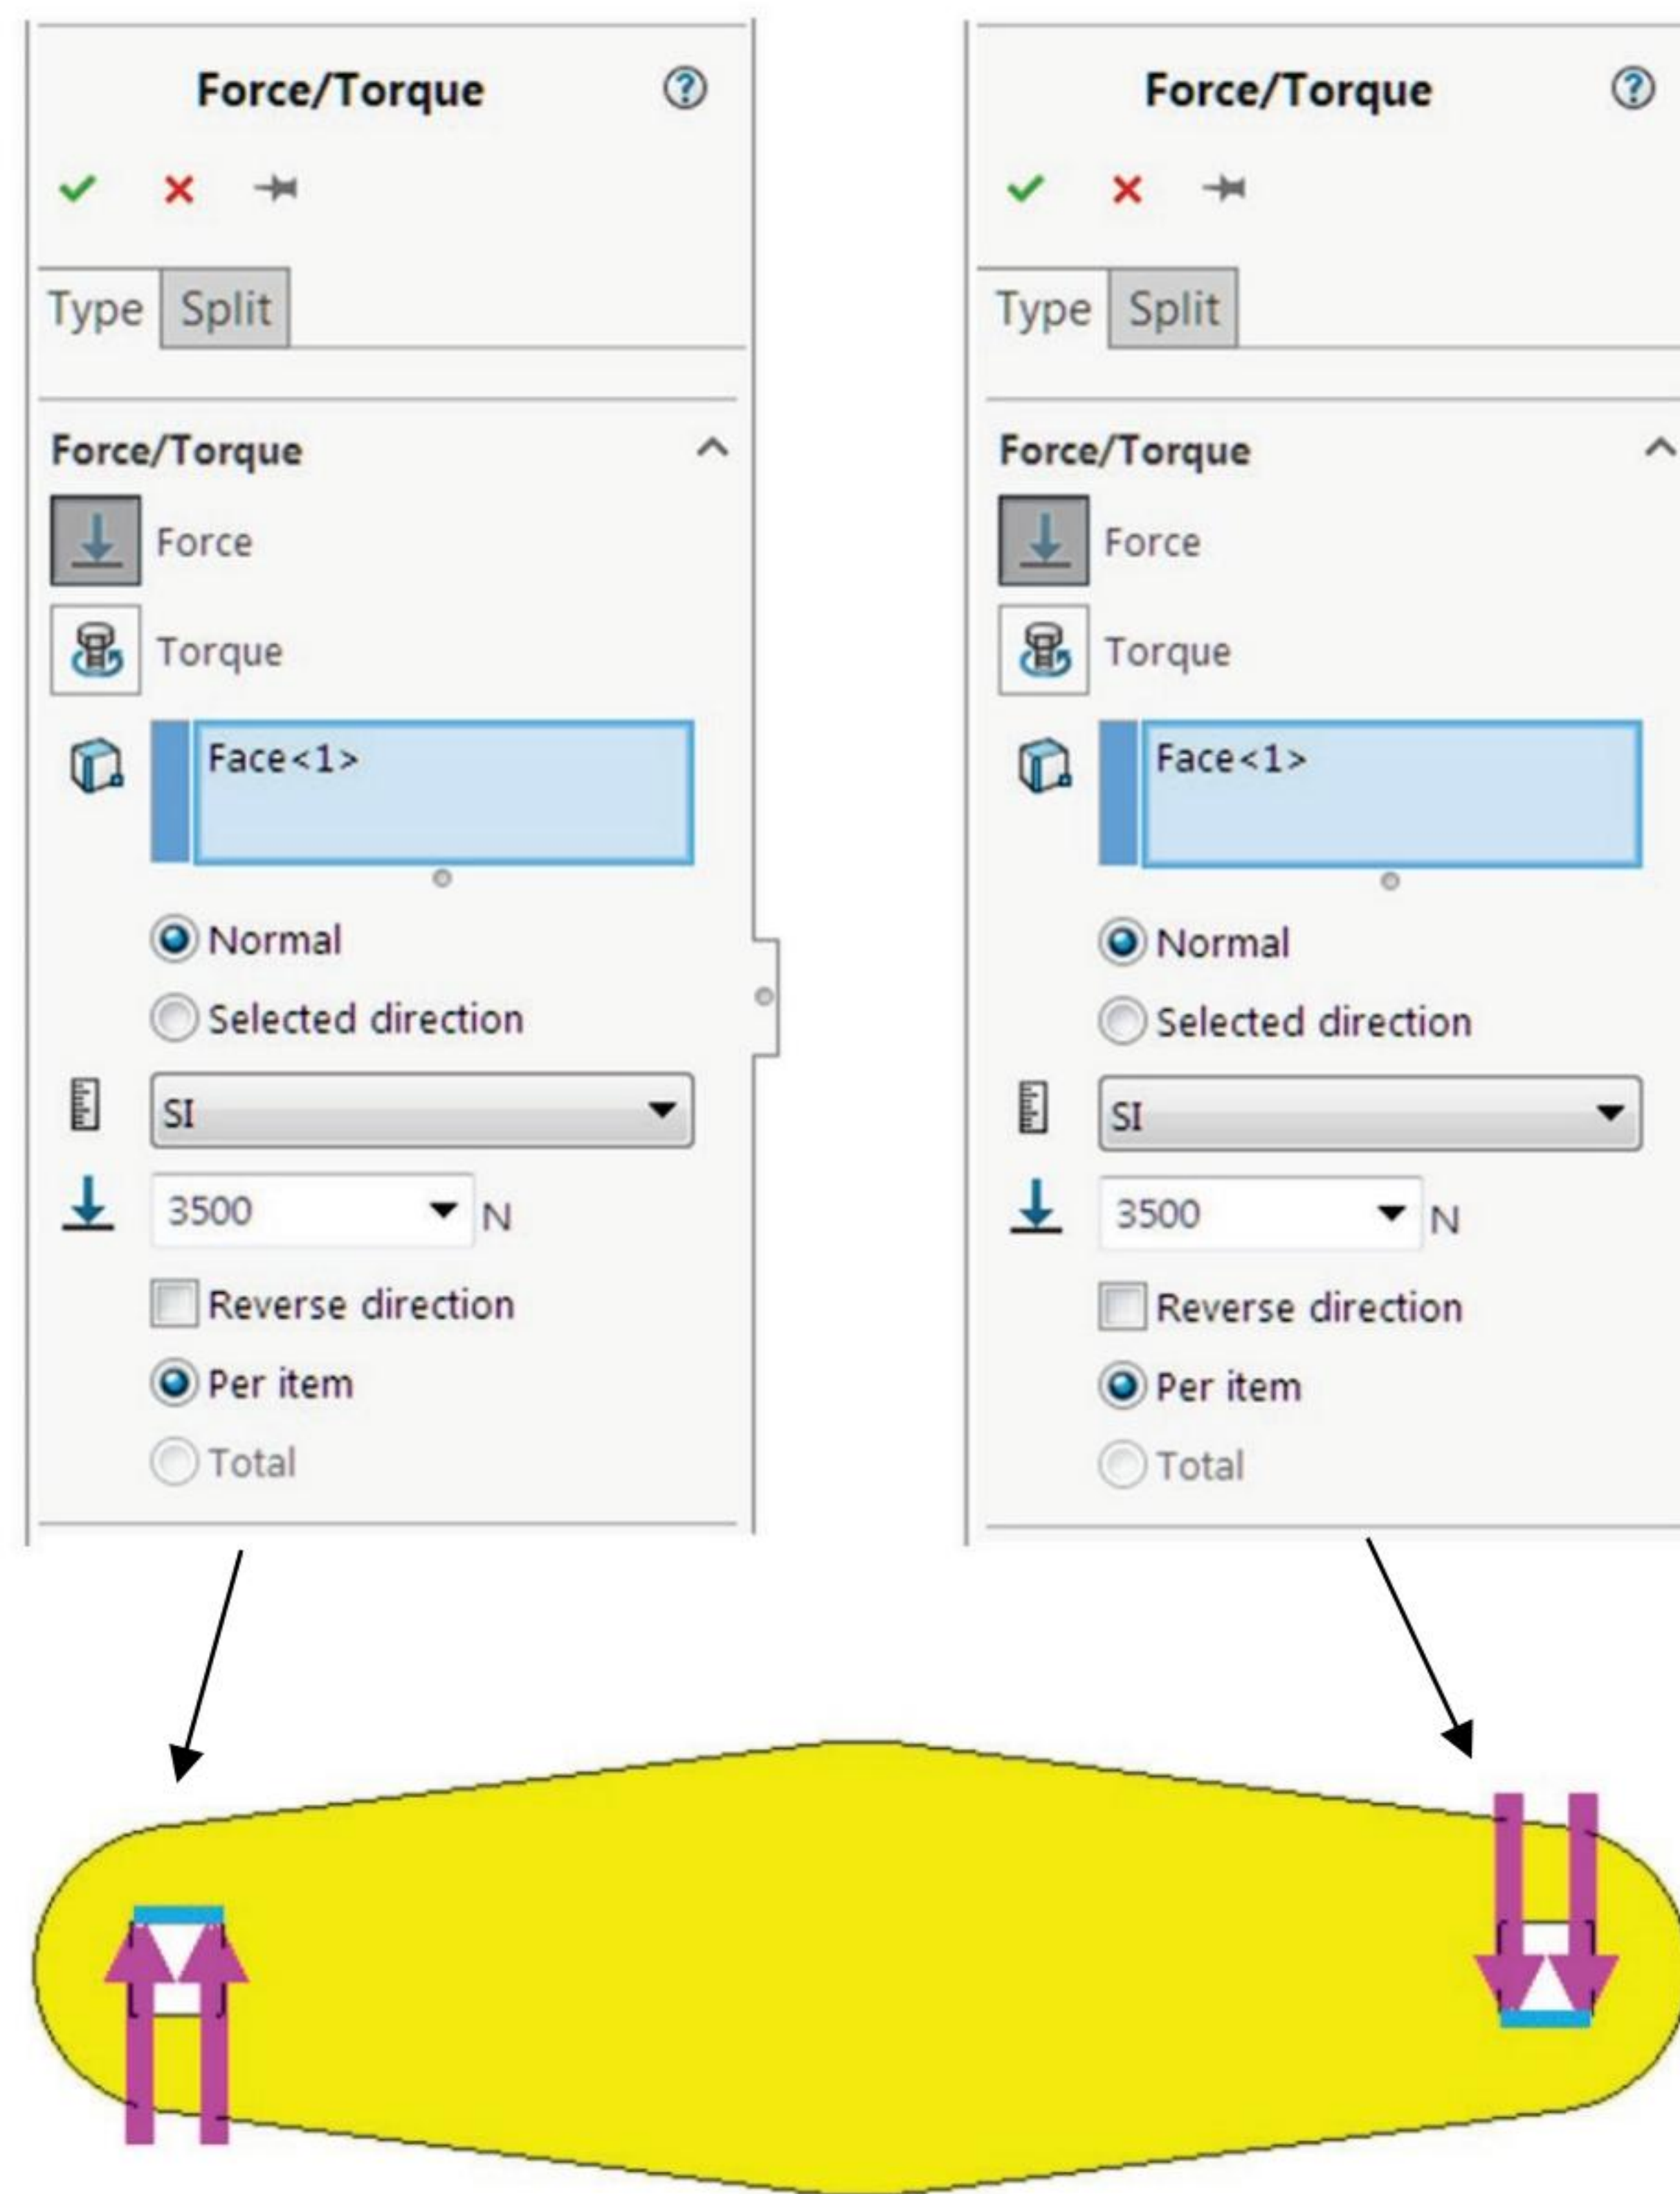 Force/Torque
Type Split
Force/Torque
Force
Torque
Face<1>
Normal
Selected direction
SI
3500 N
Reverse direction
Per item
Total
Force/Torque
Type Split
Force/Torque
Force
Torque
Face<1>
Normal
Selected direction
SI
3500 N
Reverse direction
Per item
Total